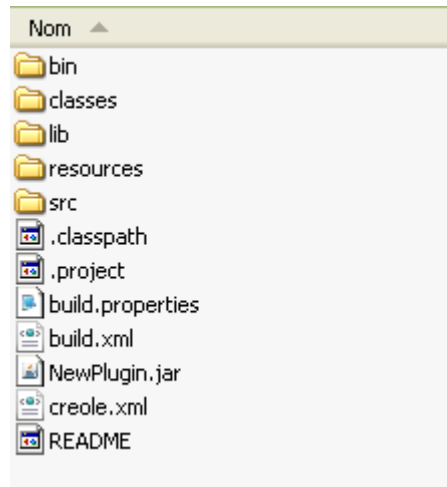 Nom
bin
classes
lib
resources
src
.classpath
.project
build.properties
build.xml
NewPlugin.jar
creole.xml
README